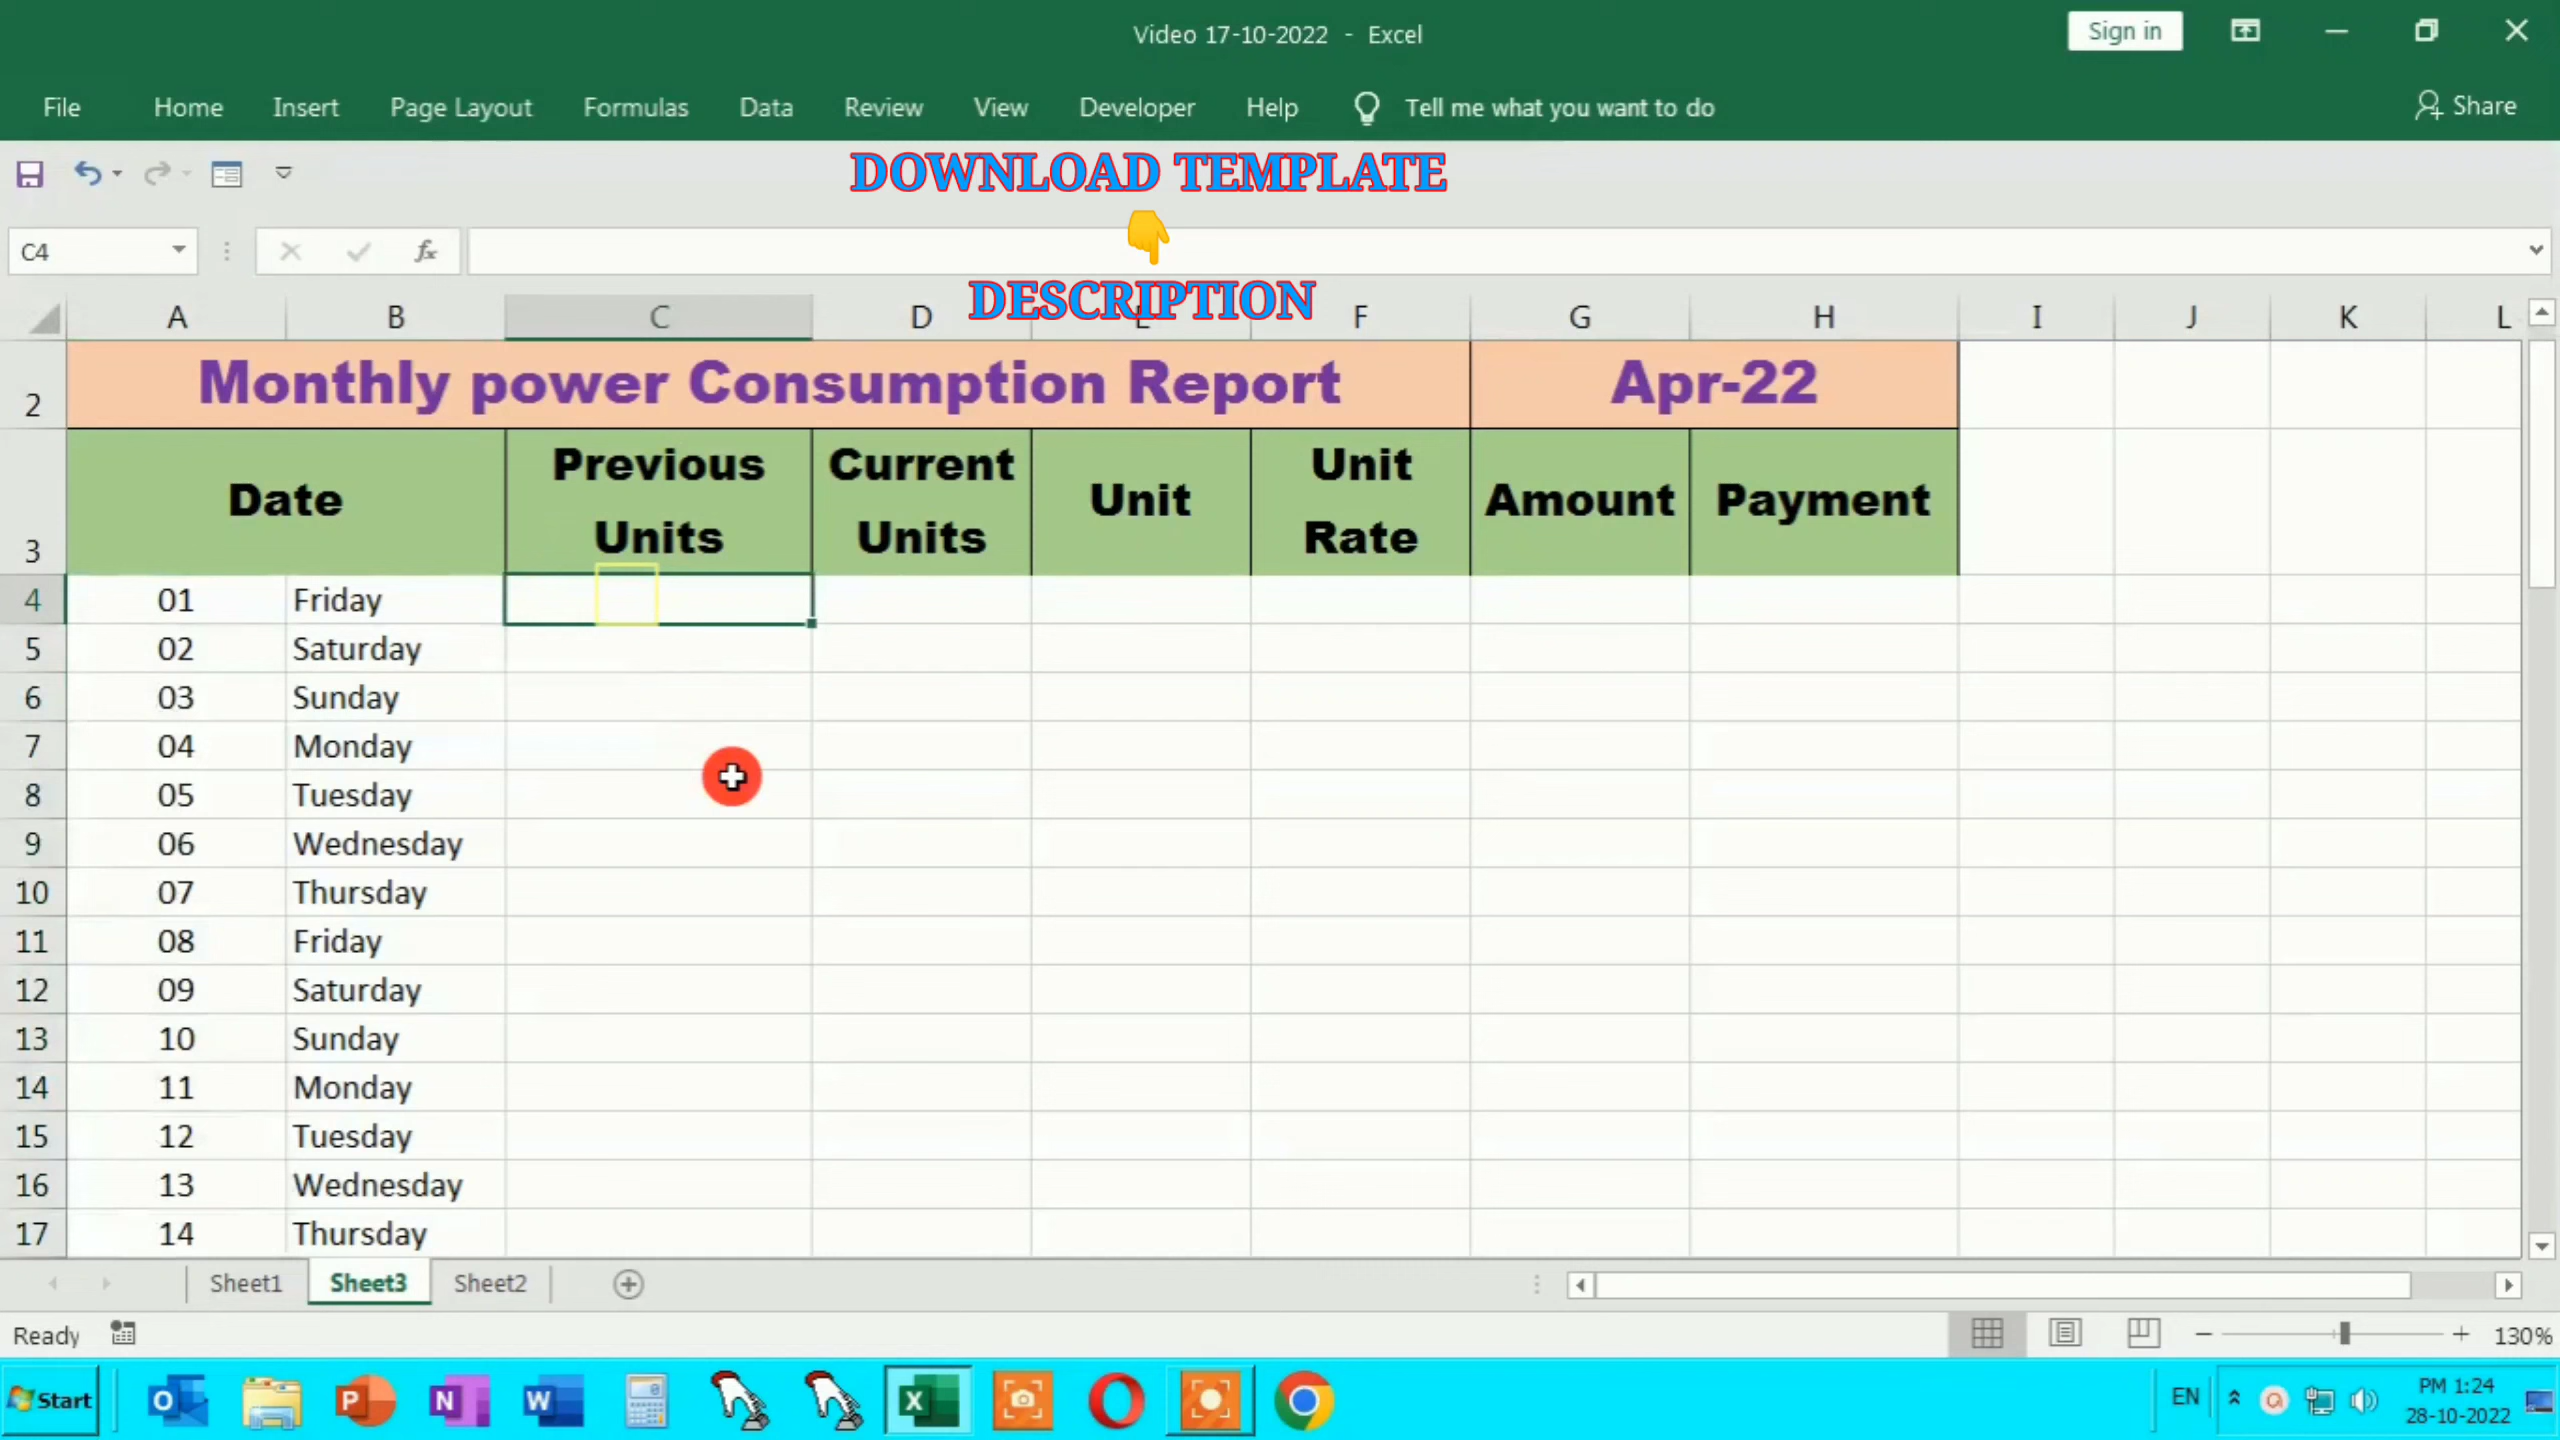 Video 17-10-2022 - Excel
Sign in
File Home Insert Page Layout Formulas Data Review View Developer Help Tell me what you want to do Share
DOWNLOAD TEMPLATE
👇
C4 fx
DESCRIPTION
A B C D E F G H I J K L
2 Monthly power Consumption Report Apr-22
3 Date Previous Units Current Units Unit Unit Rate Amount Payment
4 01 Friday
5 02 Saturday
6 03 Sunday
7 04 Monday
8 05 Tuesday
9 06 Wednesday
10 07 Thursday
11 08 Friday
12 09 Saturday
13 10 Sunday
14 11 Monday
15 12 Tuesday
16 13 Wednesday
17 14 Thursday
Sheet1 Sheet3 Sheet2
Ready 130%
Start EN PM 1:24
28-10-2022